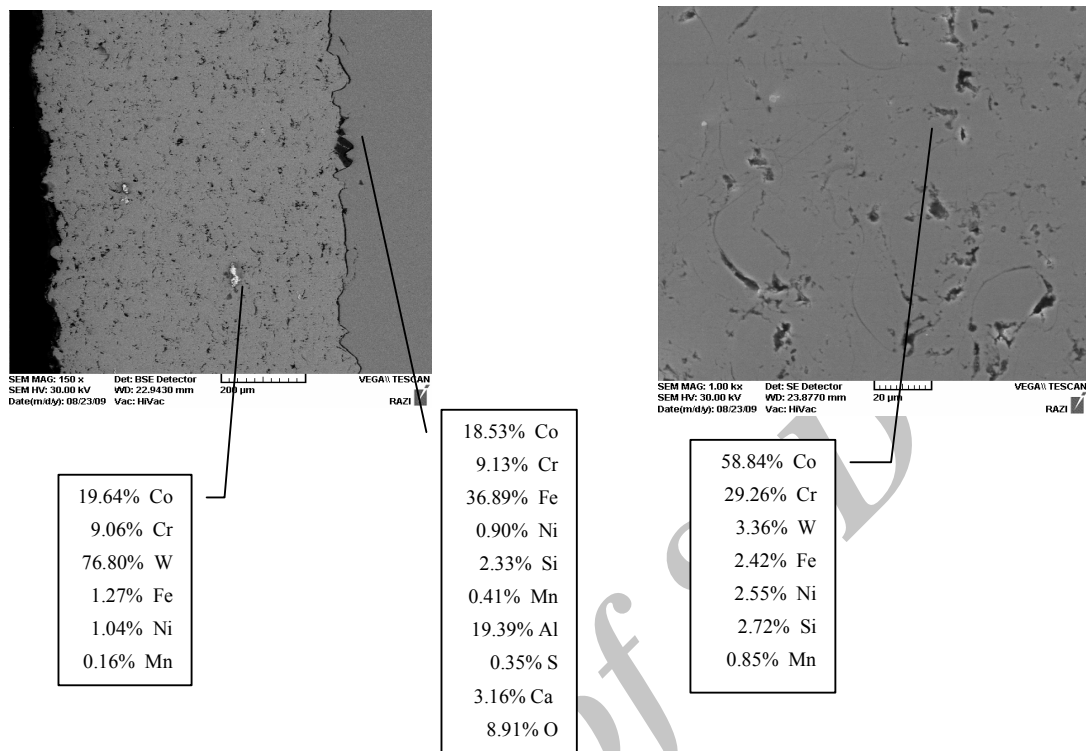 SEM MAG: 150 x Det: BSE Detector
SEM HV: 30.00 kV WD: 22.9430 mm 200 µm VEGA\\ TESCAN
Date(m/d/y): 08/23/09 Vac: HiVac RAZI
SEM MAG: 1.00 kx Det: SE Detector VEGA\\ TESCAN
SEM HV: 30.00 kV WD: 23.8770 mm 20 µm
Date(m/d/y): 08/23/09 Vac: HiVac RAZI
19.64% Co
9.06% Cr
76.80% W
1.27% Fe
1.04% Ni
0.16% Mn
18.53% Co
9.13% Cr
36.89% Fe
0.90% Ni
2.33% Si
0.41% Mn
19.39% Al
0.35% S
3.16% Ca
8.91% O
58.84% Co
29.26% Cr
3.36% W
2.42% Fe
2.55% Ni
2.72% Si
0.85% Mn